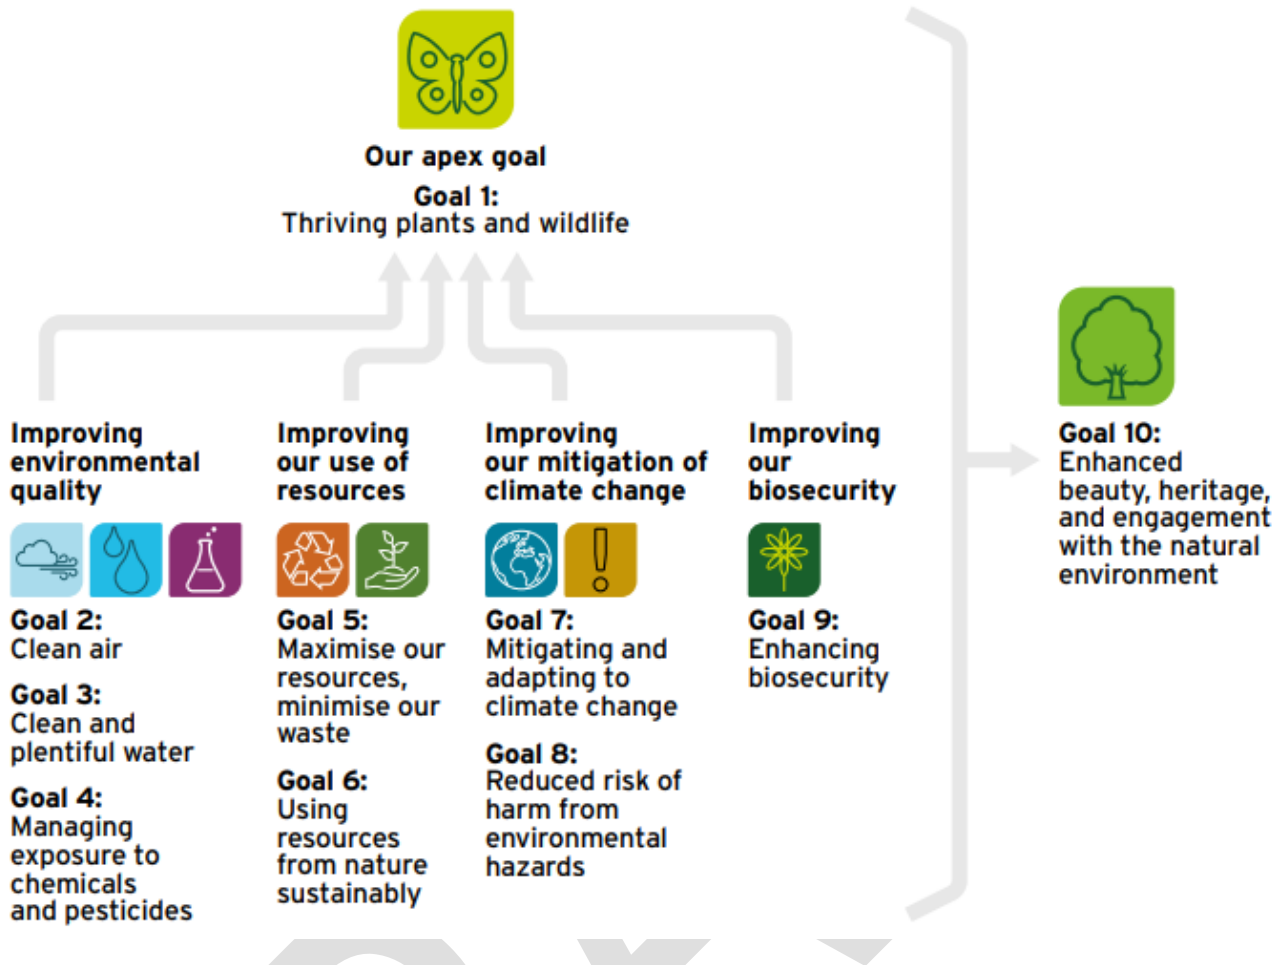 Our apex goal
Goal 1:
Thriving plants and wildlife
Improving
environmental
quality
Goal 2:
Clean air
Goal 3:
Clean and
plentiful water
Goal 4:
Managing
exposure to
chemicals
and pesticides
Improving
our use of
resources
Goal 5:
Maximise our
resources,
minimise our
waste
Goal 6:
Using
resources
from nature
sustainably
Improving
our mitigation of
climate change
Goal 7:
Mitigating and
adapting to
climate change
Goal 8:
Reduced risk of
harm from
environmental
hazards
Improving
our
biosecurity
Goal 9:
Enhancing
biosecurity
Goal 10:
Enhanced
beauty, heritage,
and engagement
with the natural
environment